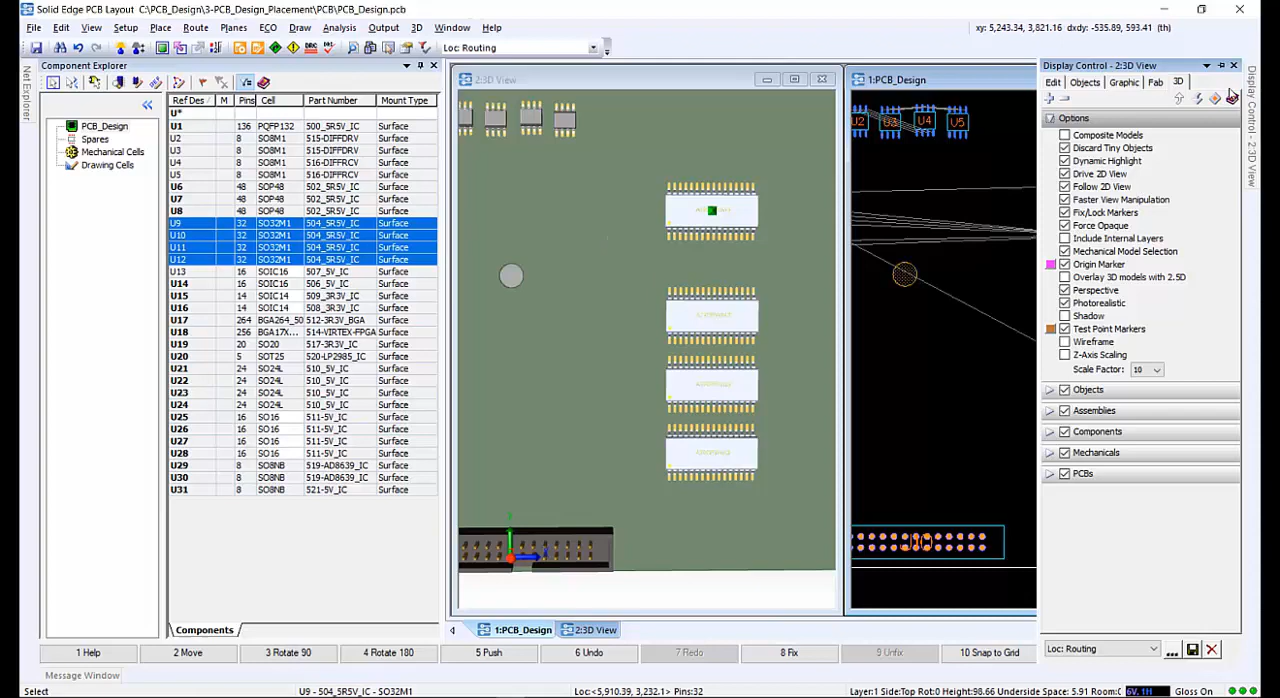 Solid Edge PCB Layout C:\PCB_Design\3-PCB_Design_Placement\PCB\PCB_Design.pcb
File Edit View Setup Place Route Planes ECO Draw Analysis Output 3D Window Help
xy: 5,243.34, 3,821.16 dxdy: -535.89, 593.41 (th)
Loc: Routing
Component Explorer
Net Explorer
PCB_Design
Spares
Mechanical Cells
Drawing Cells
Ref Des M Pins Cell Part Number Mount Type
U*
U1 136 PQFP132 500_5R5V_IC Surface
U2 8 SO8M1 515-DIFFDRV Surface
U3 8 SO8M1 515-DIFFDRV Surface
U4 8 SO8M1 516-DIFFRCV Surface
U5 8 SO8M1 516-DIFFRCV Surface
U6 48 SOP48 502_5R5V_IC Surface
U7 48 SOP48 502_5R5V_IC Surface
U8 48 SOP48 502_5R5V_IC Surface
U9 32 SO32M1 504_5R5V_IC Surface
U10 32 SO32M1 504_5R5V_IC Surface
U11 32 SO32M1 504_5R5V_IC Surface
U12 32 SO32M1 504_5R5V_IC Surface
U13 16 SOIC16 507_5V_IC Surface
U14 16 SOIC16 506_5V_IC Surface
U15 14 SOIC14 509_3R3V_IC Surface
U16 14 SOIC14 508_3R3V_IC Surface
U17 264 BGA264_50 512-3R3V_BGA Surface
U18 256 BGA17X... 514-VIRTEX-FPGA Surface
U19 20 SO20 517-3R3V_IC Surface
U20 5 SOT25 520-LP2985_IC Surface
U21 24 SO24L 510_5V_IC Surface
U22 24 SO24L 510_5V_IC Surface
U23 24 SO24L 510_5V_IC Surface
U24 24 SO24L 510_5V_IC Surface
U25 16 SO16 511-5V_IC Surface
U26 16 SO16 511-5V_IC Surface
U27 16 SO16 511-5V_IC Surface
U28 16 SO16 511-5V_IC Surface
U29 8 SO8NB 519-AD8639_IC Surface
U30 8 SO8NB 519-AD8639_IC Surface
U31 8 SO8NB 521-5V_IC Surface
Components
2:3D View
1:PCB_Design
U2 U3 U4 U5
1:PCB_Design 2:3D View
Display Control - 2:3D View
Edit Objects Graphic Fab 3D
Options
Composite Models
Discard Tiny Objects
Dynamic Highlight
Drive 2D View
Follow 2D View
Faster View Manipulation
Fix/Lock Markers
Force Opaque
Include Internal Layers
Mechanical Model Selection
Origin Marker
Overlay 3D models with 2.5D
Perspective
Photorealistic
Shadow
Test Point Markers
Wireframe
Z-Axis Scaling
Scale Factor: 10
Objects
Assemblies
Components
Mechanicals
PCBs
Loc: Routing ...
Display Control - 2:3D View
1 Help 2 Move 3 Rotate 90 4 Rotate 180 5 Push 6 Undo 7 Redo 8 Fix 9 Unfix 10 Snap to Grid
Message Window
Select U9 - 504_5R5V_IC - SO32M1 Loc:<5,910.39, 3,232.1> Pins:32 Layer:1 Side:Top Rot:0 Height:98.66 Underside Space: 5.91 Room:( 6V, 1H Gloss On